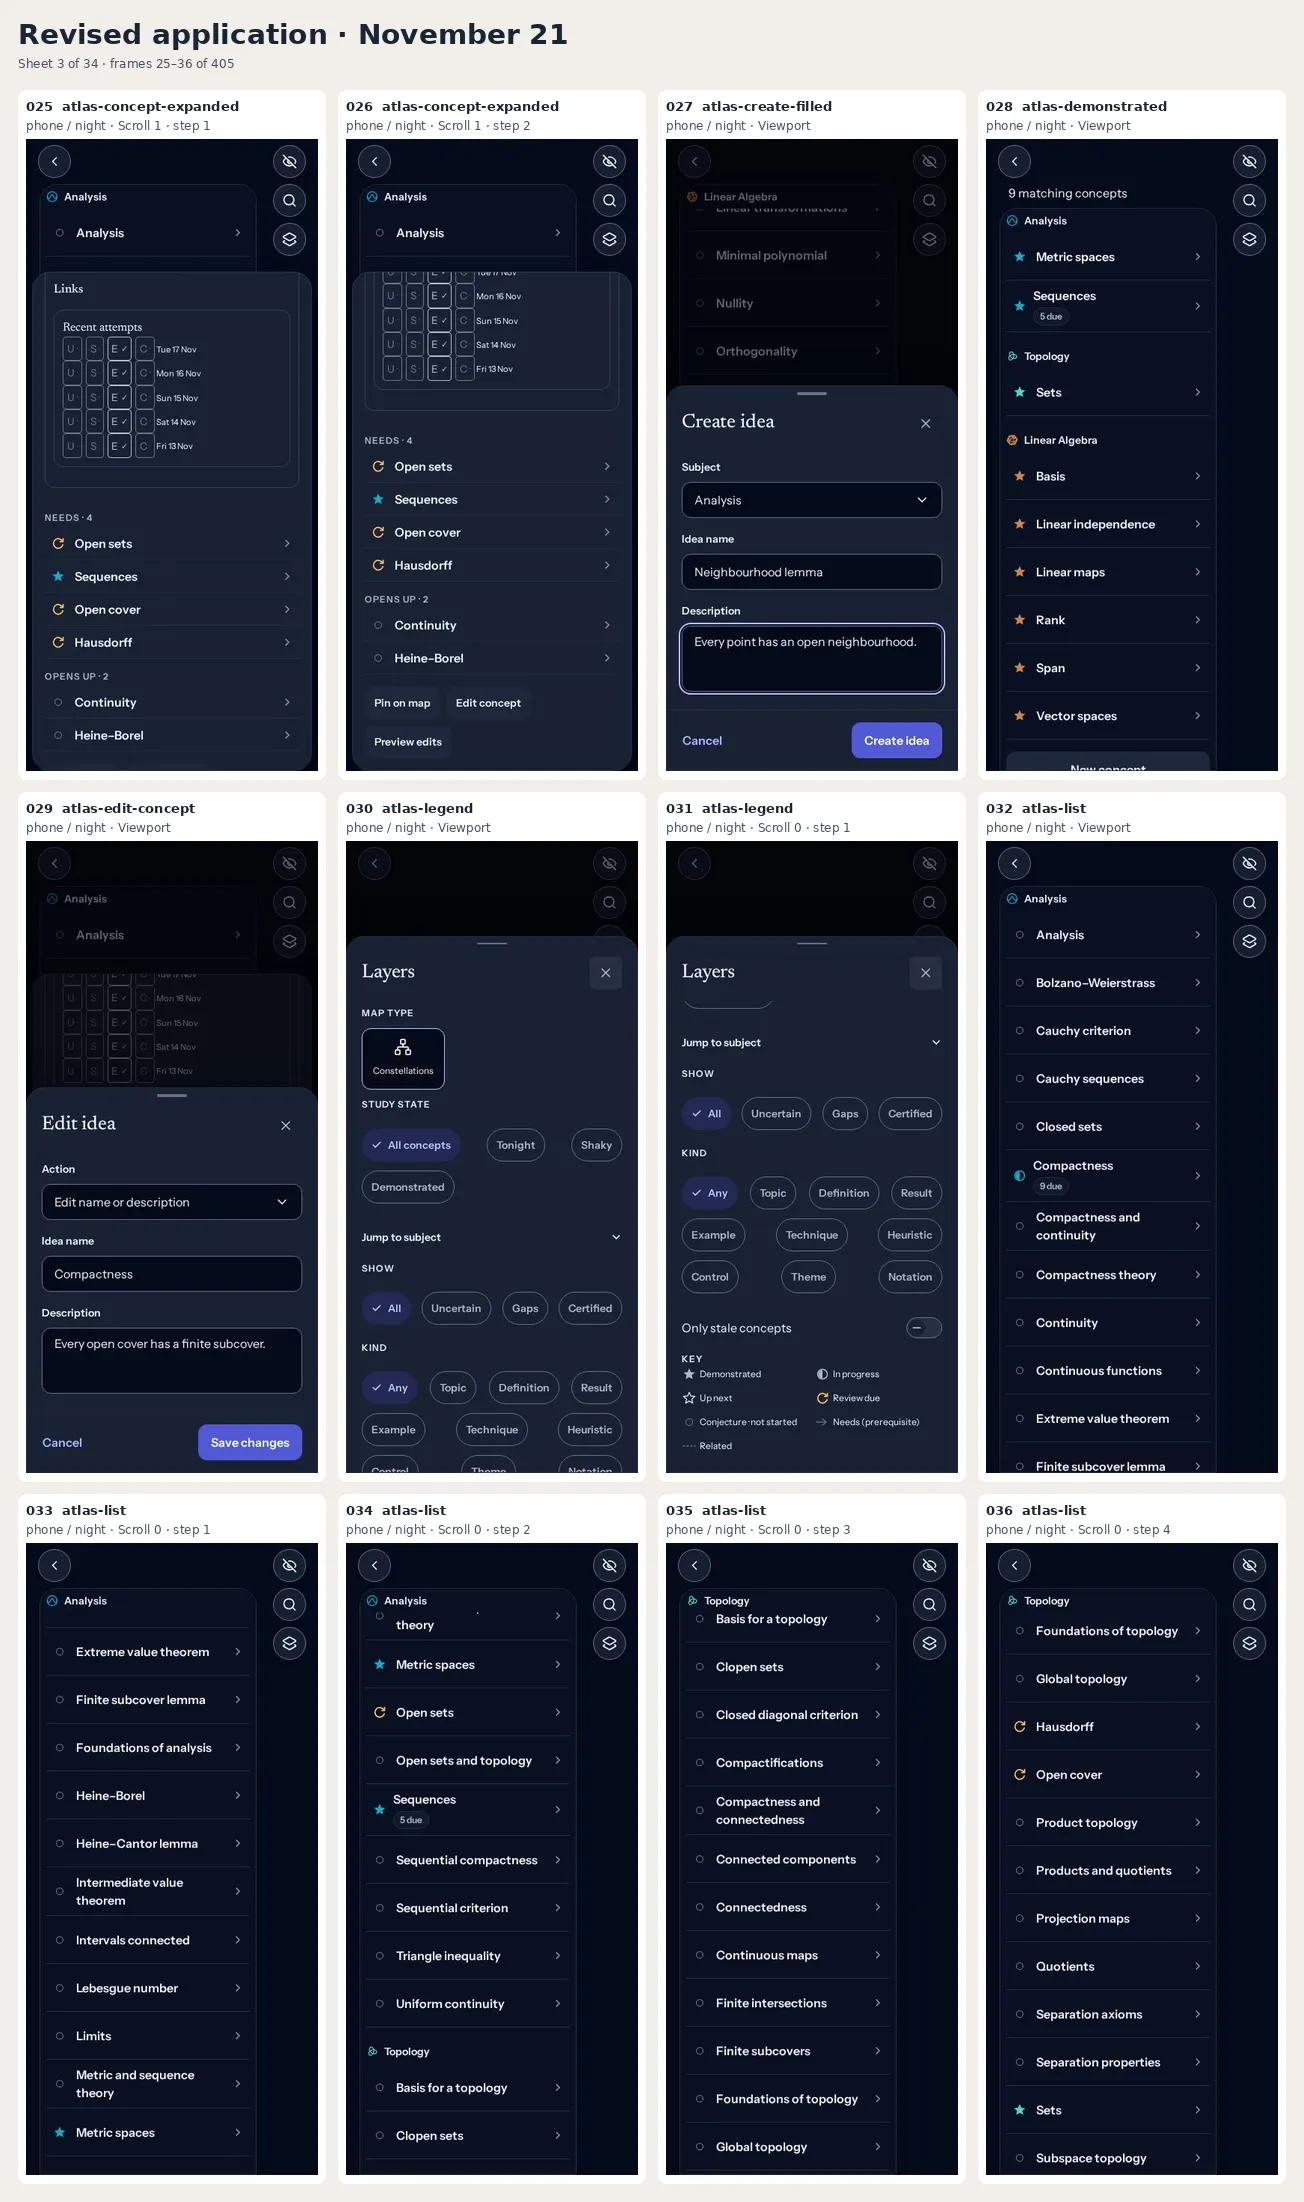 Revised application · November 21
Sheet 3 of 34 · frames 25–36 of 405
025 atlas-concept-expanded
phone / night · Scroll 1 · step 1
Analysis
Analysis
Links
Recent attempts
U S E ✓ C Tue 17 Nov
U S E ✓ C Mon 16 Nov
U S E ✓ C Sun 15 Nov
U S E ✓ C Sat 14 Nov
U S E ✓ C Fri 13 Nov
NEEDS · 4
Open sets
Sequences
Open cover
Hausdorff
OPENS UP · 2
Continuity
Heine–Borel
026 atlas-concept-expanded
phone / night · Scroll 1 · step 2
Analysis
Analysis
Tue 17 Nov
U S E ✓ C Mon 16 Nov
U S E ✓ C Sun 15 Nov
U S E ✓ C Sat 14 Nov
U S E ✓ C Fri 13 Nov
NEEDS · 4
Open sets
Sequences
Open cover
Hausdorff
OPENS UP · 2
Continuity
Heine–Borel
Pin on map Edit concept
Preview edits
027 atlas-create-filled
phone / night · Viewport
Linear Algebra
Linear transformations
Minimal polynomial
Nullity
Orthogonality
Create idea
Subject
Analysis
Idea name
Neighbourhood lemma
Description
Every point has an open neighbourhood.
Cancel Create idea
028 atlas-demonstrated
phone / night · Viewport
9 matching concepts
Analysis
Metric spaces
Sequences
5 due
Topology
Sets
Linear Algebra
Basis
Linear independence
Linear maps
Rank
Span
Vector spaces
New concept
029 atlas-edit-concept
phone / night · Viewport
Analysis
Analysis
Tue 17 Nov
U S E ✓ C Mon 16 Nov
U S E ✓ C Sun 15 Nov
U S E ✓ C Sat 14 Nov
U S E ✓ C Fri 13 Nov
Edit idea
Action
Edit name or description
Idea name
Compactness
Description
Every open cover has a finite subcover.
Cancel Save changes
030 atlas-legend
phone / night · Viewport
Layers
MAP TYPE
Constellations
STUDY STATE
✓ All concepts Tonight Shaky
Demonstrated
Jump to subject
SHOW
✓ All Uncertain Gaps Certified
KIND
✓ Any Topic Definition Result
Example Technique Heuristic
Control Theme Notation
031 atlas-legend
phone / night · Scroll 0 · step 1
Layers
Jump to subject
SHOW
✓ All Uncertain Gaps Certified
KIND
✓ Any Topic Definition Result
Example Technique Heuristic
Control Theme Notation
Only stale concepts
KEY
Demonstrated In progress
Up next Review due
Conjecture · not started Needs (prerequisite)
Related
032 atlas-list
phone / night · Viewport
Analysis
Analysis
Bolzano–Weierstrass
Cauchy criterion
Cauchy sequences
Closed sets
Compactness
9 due
Compactness and
continuity
Compactness theory
Continuity
Continuous functions
Extreme value theorem
Finite subcover lemma
033 atlas-list
phone / night · Scroll 0 · step 1
Analysis
Extreme value theorem
Finite subcover lemma
Foundations of analysis
Heine–Borel
Heine–Cantor lemma
Intermediate value
theorem
Intervals connected
Lebesgue number
Limits
Metric and sequence
theory
Metric spaces
034 atlas-list
phone / night · Scroll 0 · step 2
Analysis
theory
Metric spaces
Open sets
Open sets and topology
Sequences
5 due
Sequential compactness
Sequential criterion
Triangle inequality
Uniform continuity
Topology
Basis for a topology
Clopen sets
035 atlas-list
phone / night · Scroll 0 · step 3
Topology
Basis for a topology
Clopen sets
Closed diagonal criterion
Compactifications
Compactness and
connectedness
Connected components
Connectedness
Continuous maps
Finite intersections
Finite subcovers
Foundations of topology
Global topology
036 atlas-list
phone / night · Scroll 0 · step 4
Topology
Foundations of topology
Global topology
Hausdorff
Open cover
Product topology
Products and quotients
Projection maps
Quotients
Separation axioms
Separation properties
Sets
Subspace topology